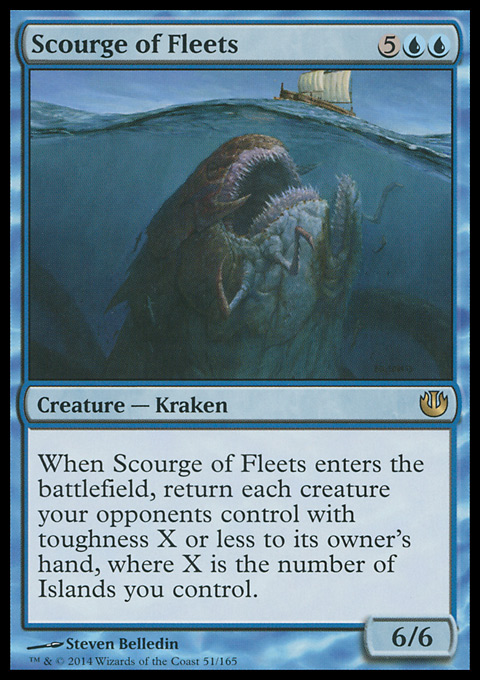 Scourge of Fleets 5
Creature — Kraken
When Scourge of Fleets enters the
battlefield, return each creature
your opponents control with
toughness X or less to its owner's
hand, where X is the number of
Islands you control.
6/6
Steven Belledin
™ & © 2014 Wizards of the Coast 51/165